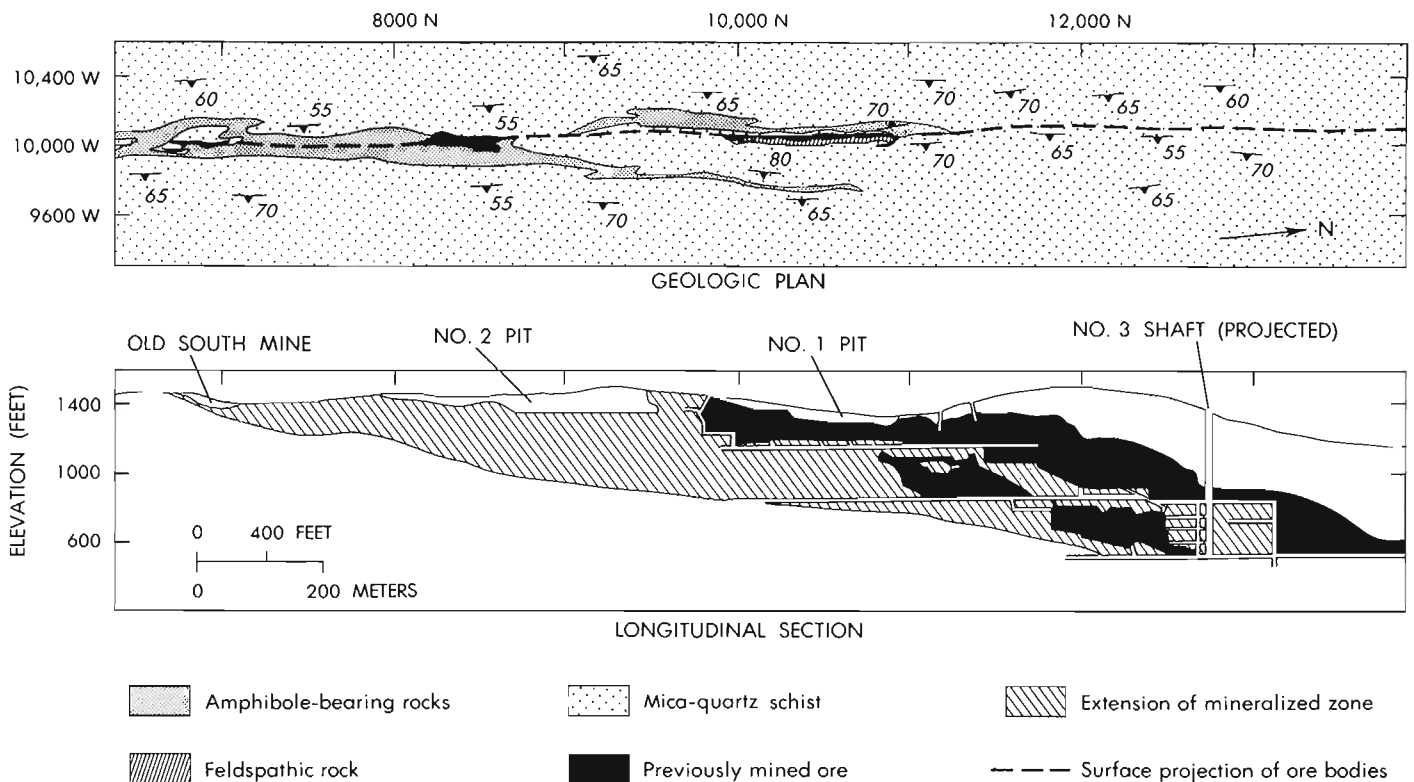 8000 N 10,000 N 12,000 N
10,400 W
10,000 W
9600 W
65
60 55 55 65 70 70 70 65 60
80 70 65 55 70
65 70 55 70 65 65
N
GEOLOGIC PLAN
OLD SOUTH MINE
NO. 2 PIT
NO. 1 PIT
NO. 3 SHAFT (PROJECTED)
ELEVATION (FEET)
1400
1000
600
0 400 FEET
0 200 METERS
LONGITUDINAL SECTION
Amphibole-bearing rocks
Mica-quartz schist
Extension of mineralized zone
Feldspathic rock
Previously mined ore
Surface projection of ore bodies